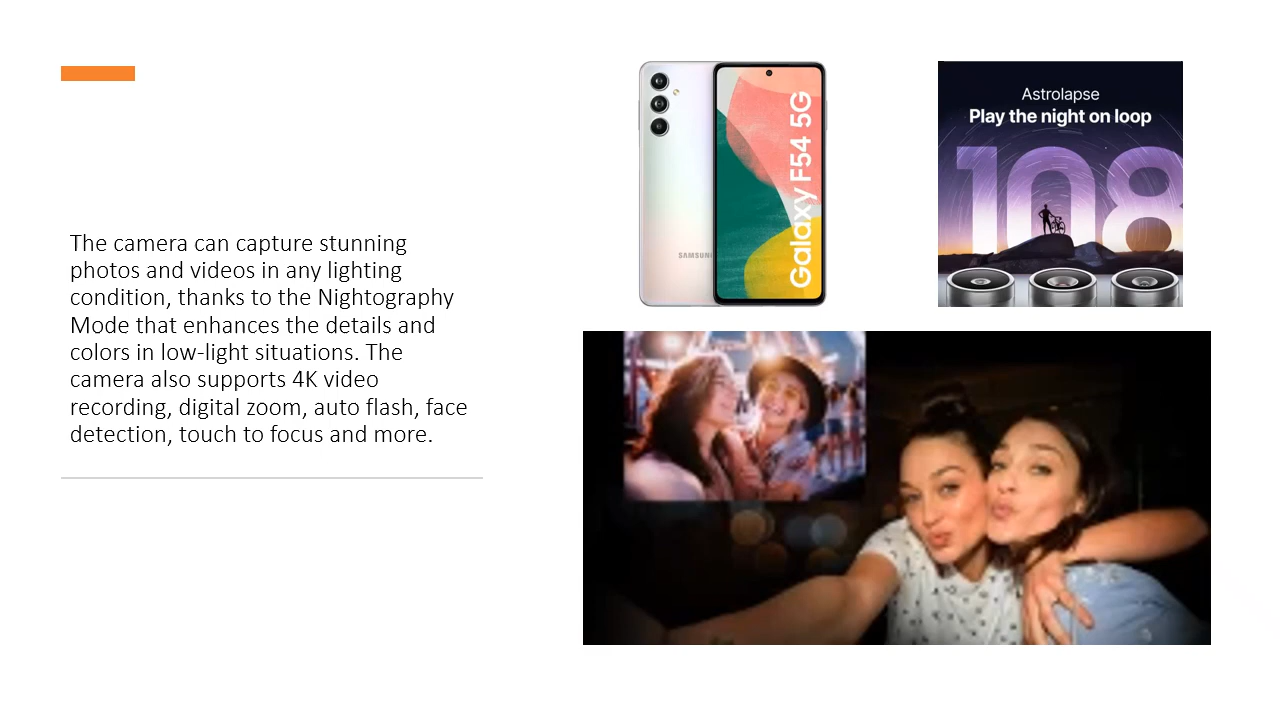 The camera can capture stunning
photos and videos in any lighting
condition, thanks to the Nightography
Mode that enhances the details and
colors in low-light situations. The
camera also supports 4K video
recording, digital zoom, auto flash, face
detection, touch to focus and more.
SAMSUNG
Galaxy F54 5G
Astrolapse
Play the night on loop
108